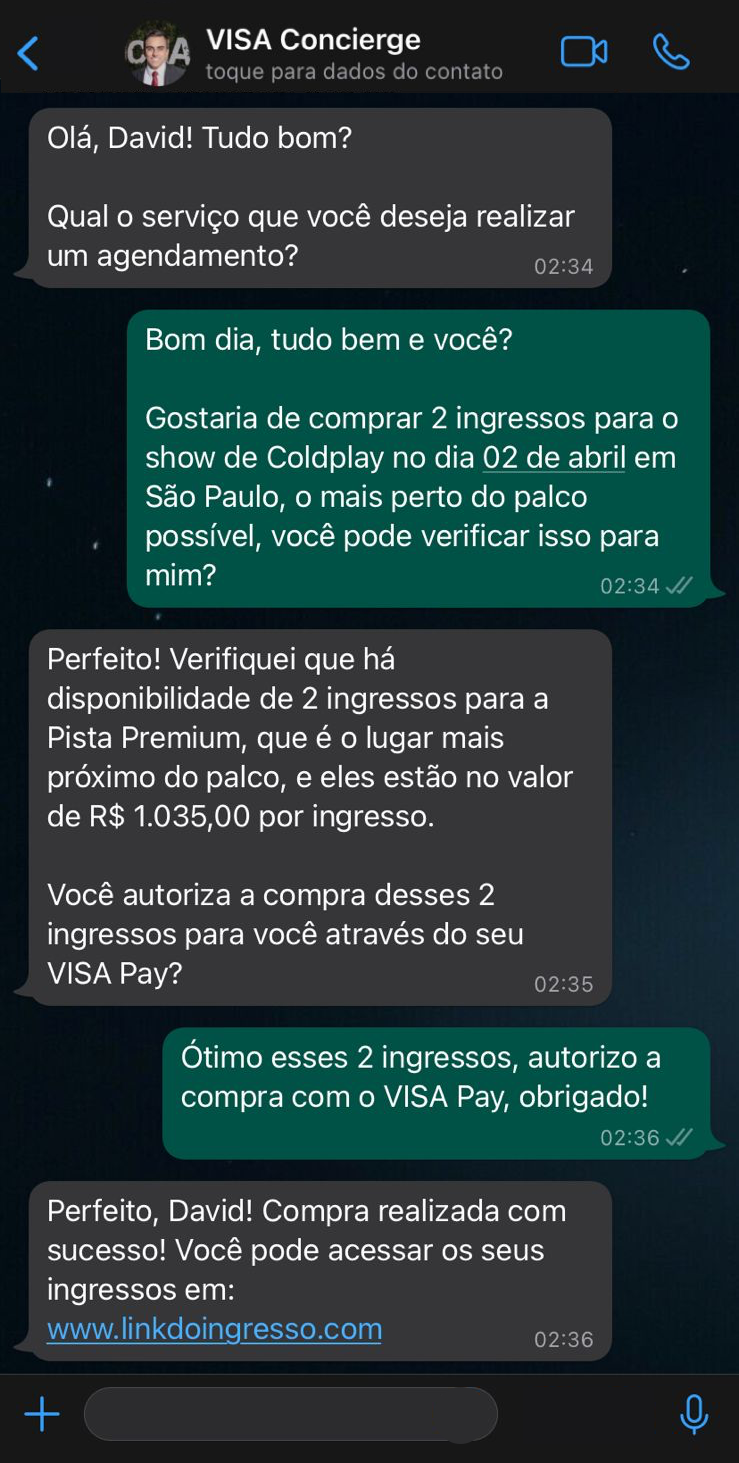 VISA Concierge
toque para dados do contato
Olá, David! Tudo bom?
Qual o serviço que você deseja realizar
um agendamento?
02:34
Bom dia, tudo bem e você?
Gostaria de comprar 2 ingressos para o
show de Coldplay no dia 02 de abril em
São Paulo, o mais perto do palco
possível, você pode verificar isso para
mim?
02:34
Perfeito! Verifiquei que há
disponibilidade de 2 ingressos para a
Pista Premium, que é o lugar mais
próximo do palco, e eles estão no valor
de R$ 1.035,00 por ingresso.
Você autoriza a compra desses 2
ingressos para você através do seu
VISA Pay?
02:35
Ótimo esses 2 ingressos, autorizo a
compra com o VISA Pay, obrigado!
02:36
Perfeito, David! Compra realizada com
sucesso! Você pode acessar os seus
ingressos em:
www.linkdoingresso.com
02:36